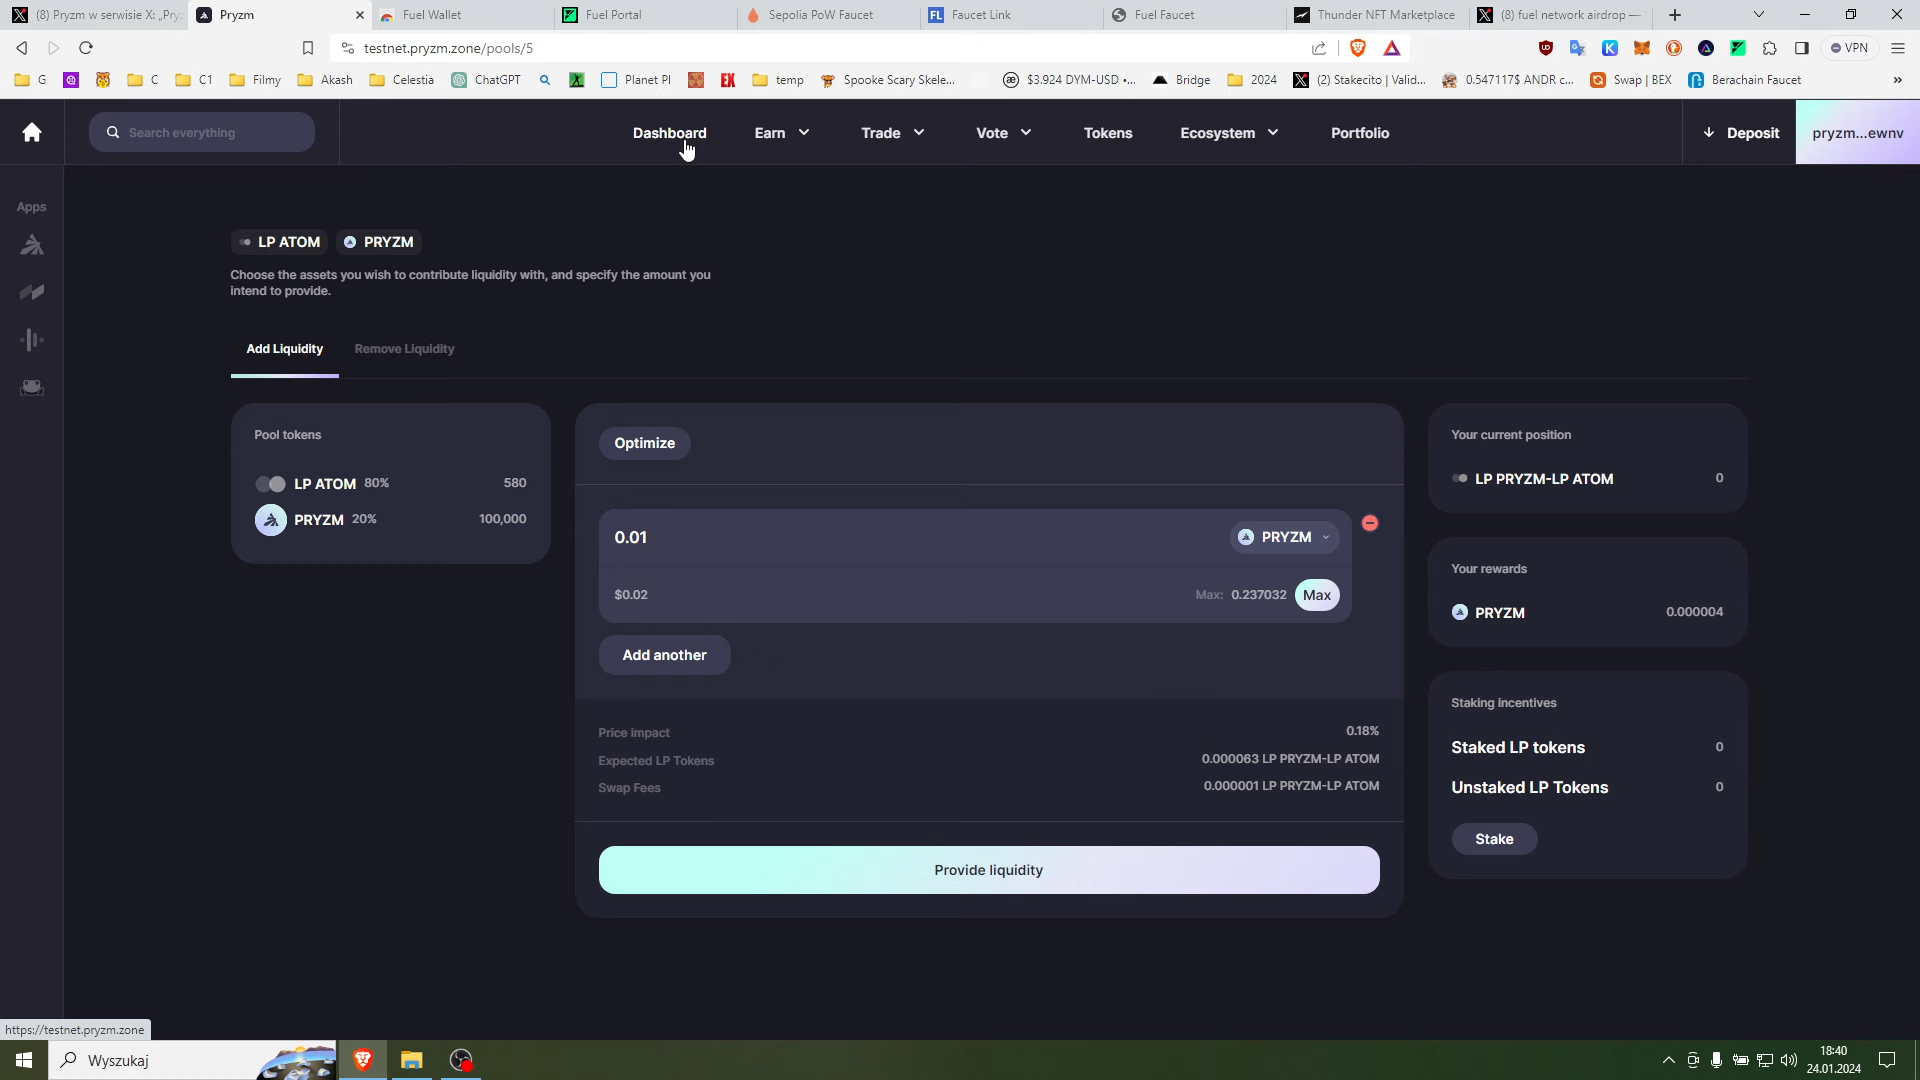 (8) Pryzm w serwisie X: „Pryz
Pryzm
Fuel Wallet
Fuel Portal
Sepolia PoW Faucet
Faucet Link
Fuel Faucet
Thunder NFT Marketplace
(8) fuel network airdrop —
testnet.pryzm.zone/pools/5
VPN
G
C
C1
Filmy
Akash
Celestia
ChatGPT
Planet PI
EX
temp
Spooke Scary Skele...
$3.924 DYM-USD •...
Bridge
2024
(2) Stakecito | Valid...
0.547117$ ANDR c...
Swap | BEX
Berachain Faucet
»
Search everything
Dashboard
Earn
Trade
Vote
Tokens
Ecosystem
Portfolio
Deposit
pryzm...ewnv
Apps
LP ATOM
PRYZM
Choose the assets you wish to contribute liquidity with, and specify the amount you
intend to provide.
Add Liquidity
Remove Liquidity
Pool tokens
LP ATOM 80% 580
PRYZM 20% 100,000
Optimize
0.01
PRYZM
$0.02
Max: 0.237032
Max
Add another
Price impact 0.18%
Expected LP Tokens 0.000063 LP PRYZM-LP ATOM
Swap Fees 0.000001 LP PRYZM-LP ATOM
Provide liquidity
Your current position
LP PRYZM-LP ATOM 0
Your rewards
PRYZM 0.000004
Staking incentives
Staked LP tokens 0
Unstaked LP Tokens 0
Stake
https://testnet.pryzm.zone
Wyszukaj
18:40
24.01.2024